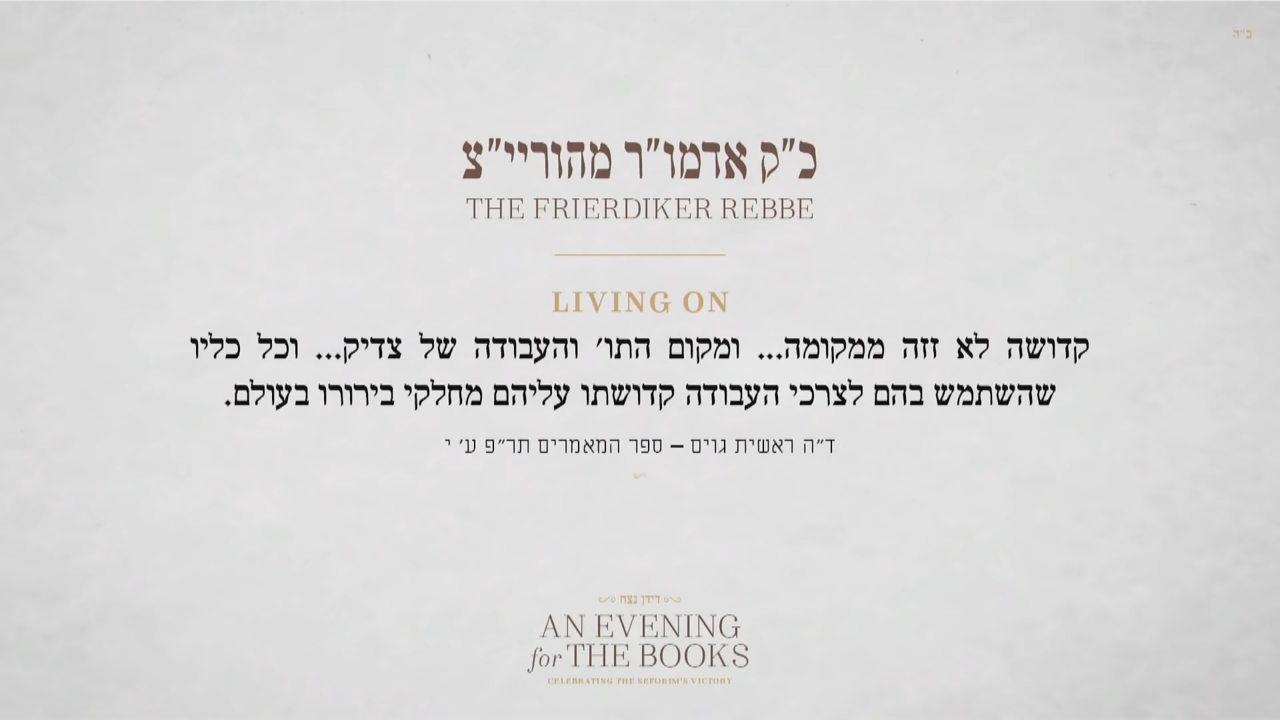 ב״ה
כ"ק אדמו"ר מהוריי"צ
THE FRIERDIKER REBBE
LIVING ON
קדושה לא זזה ממקומה... ומקום התו׳ והעבודה של צדיק... וכל כליו
שהשתמש בהם לצרכי העבודה קדושתו עליהם מחלקי בירורו בעולם.
ד״ה ראשית גוים – ספר המאמרים תר״פ ע׳ י
דידן נצח
AN EVENING
for THE BOOKS
CELEBRATING THE SEFORIM'S VICTORY